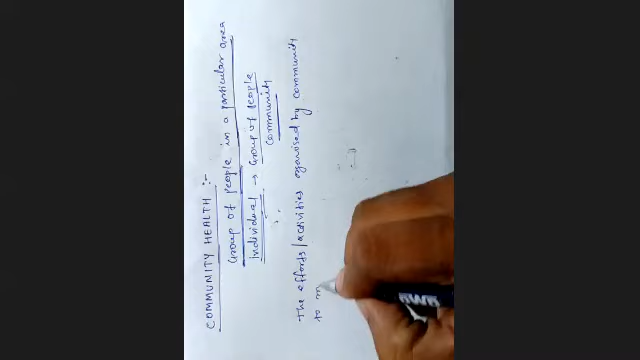 COMMUNITY HEALTH :-
Group of people in a particular area
individual → Group of people
community
The efforts/activities organised by community
to m